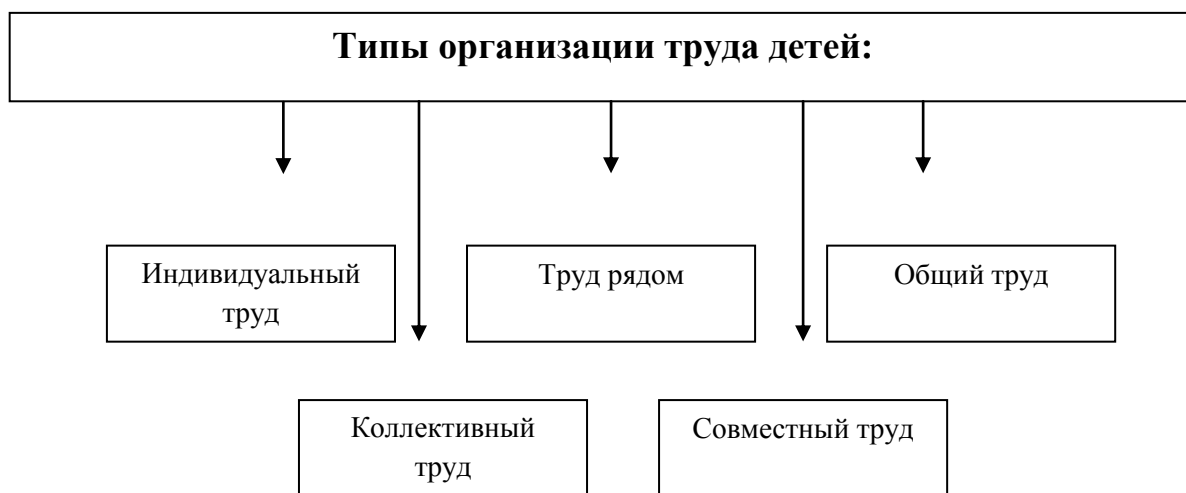 Типы организации труда детей:
Индивидуальный
труд
Труд рядом
Общий труд
Коллективный
труд
Совместный труд